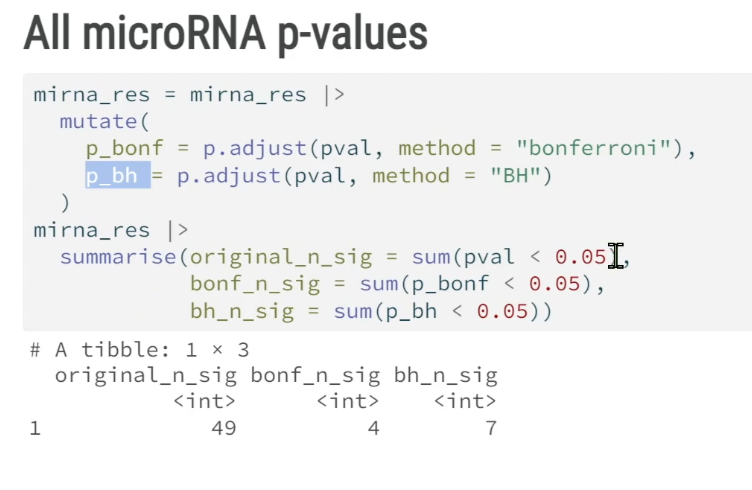 All microRNA p-values
mirna_res = mirna_res |>
  mutate(
    p_bonf = p.adjust(pval, method = "bonferroni"),
    p_bh = p.adjust(pval, method = "BH")
  )
mirna_res |>
  summarise(original_n_sig = sum(pval < 0.05),
            bonf_n_sig = sum(p_bonf < 0.05),
            bh_n_sig = sum(p_bh < 0.05))
# A tibble: 1 × 3
  original_n_sig bonf_n_sig bh_n_sig
           <int>      <int>    <int>
1             49          4        7